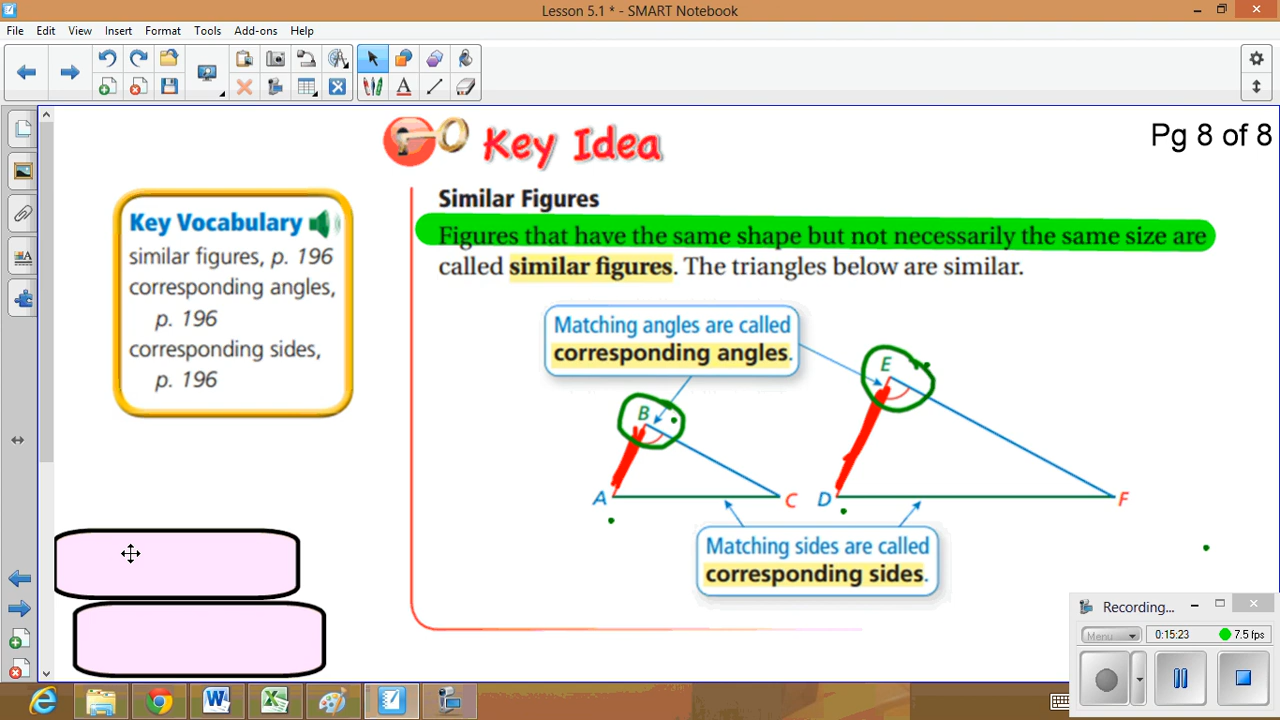 Lesson 5.1 * - SMART Notebook
File Edit View Insert Format Tools Add-ons Help
Key Idea
Pg 8 of 8
Key Vocabulary
similar figures, p. 196
corresponding angles,
p. 196
corresponding sides,
p. 196
Similar Figures
Figures that have the same shape but not necessarily the same size are
called similar figures. The triangles below are similar.
Matching angles are called
corresponding angles.
E
B
A
C
D
F
Matching sides are called
corresponding sides.
Recording...
Menu
0:15:23
7.5 fps